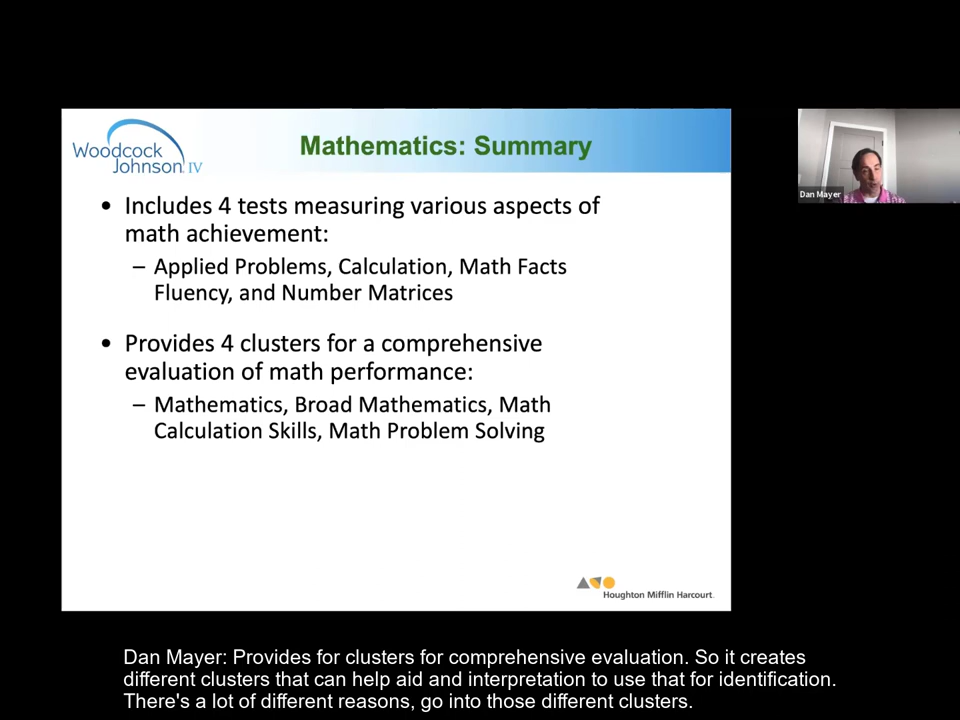 Woodcock
Johnson IV
Mathematics: Summary
• Includes 4 tests measuring various aspects of
math achievement:
– Applied Problems, Calculation, Math Facts
Fluency, and Number Matrices
• Provides 4 clusters for a comprehensive
evaluation of math performance:
– Mathematics, Broad Mathematics, Math
Calculation Skills, Math Problem Solving
Houghton Mifflin Harcourt
Dan Mayer
Dan Mayer: Provides for clusters for comprehensive evaluation. So it creates
different clusters that can help aid and interpretation to use that for identification.
There's a lot of different reasons, go into those different clusters.